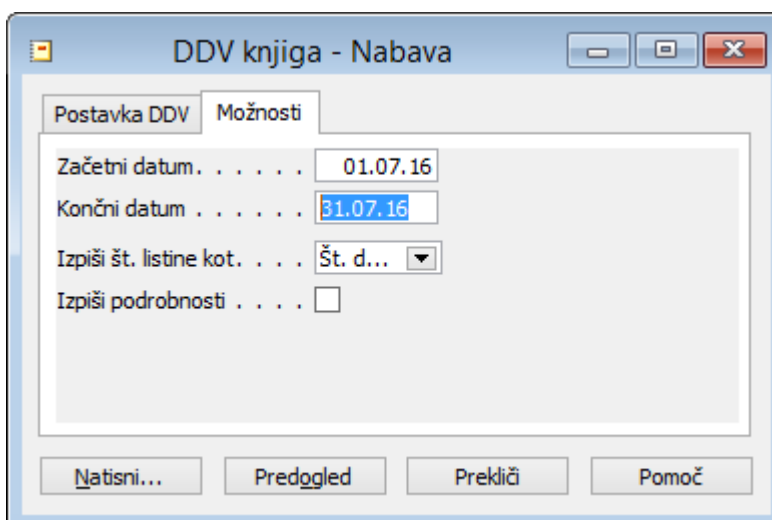 DDV knjiga - Nabava
Postavka DDV Možnosti
Začetni datum. . . . . . 01.07.16
Končni datum . . . . . . 31.07.16
Izpiši št. listine kot. . . . Št. d...
Izpiši podrobnosti . . . .
Natisni... Predogled Prekliči Pomoč